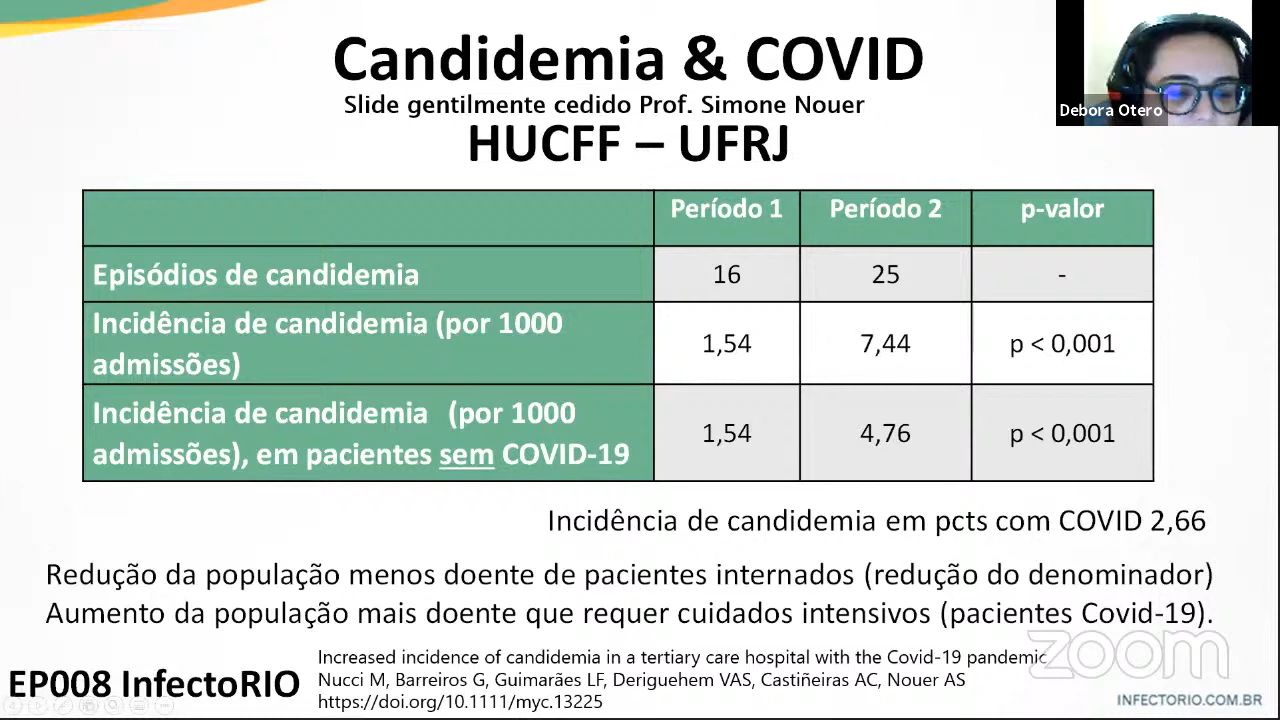 Candidemia & COVID
Slide gentilmente cedido Prof. Simone Nouer
HUCFF – UFRJ
Debora Otero
Período 1 Período 2 p-valor
Episódios de candidemia 16 25 -
Incidência de candidemia (por 1000
admissões) 1,54 7,44 p < 0,001
Incidência de candidemia (por 1000
admissões), em pacientes sem COVID-19 1,54 4,76 p < 0,001
Incidência de candidemia em pcts com COVID 2,66
Redução da população menos doente de pacientes internados (redução do denominador)
Aumento da população mais doente que requer cuidados intensivos (pacientes Covid-19).
zoom
EP008 InfectoRIO
Increased incidence of candidemia in a tertiary care hospital with the Covid-19 pandemic
Nucci M, Barreiros G, Guimarães LF, Deriguehem VAS, Castiñeiras AC, Nouer AS
https://doi.org/10.1111/myc.13225
INFECTORIO.COM.BR